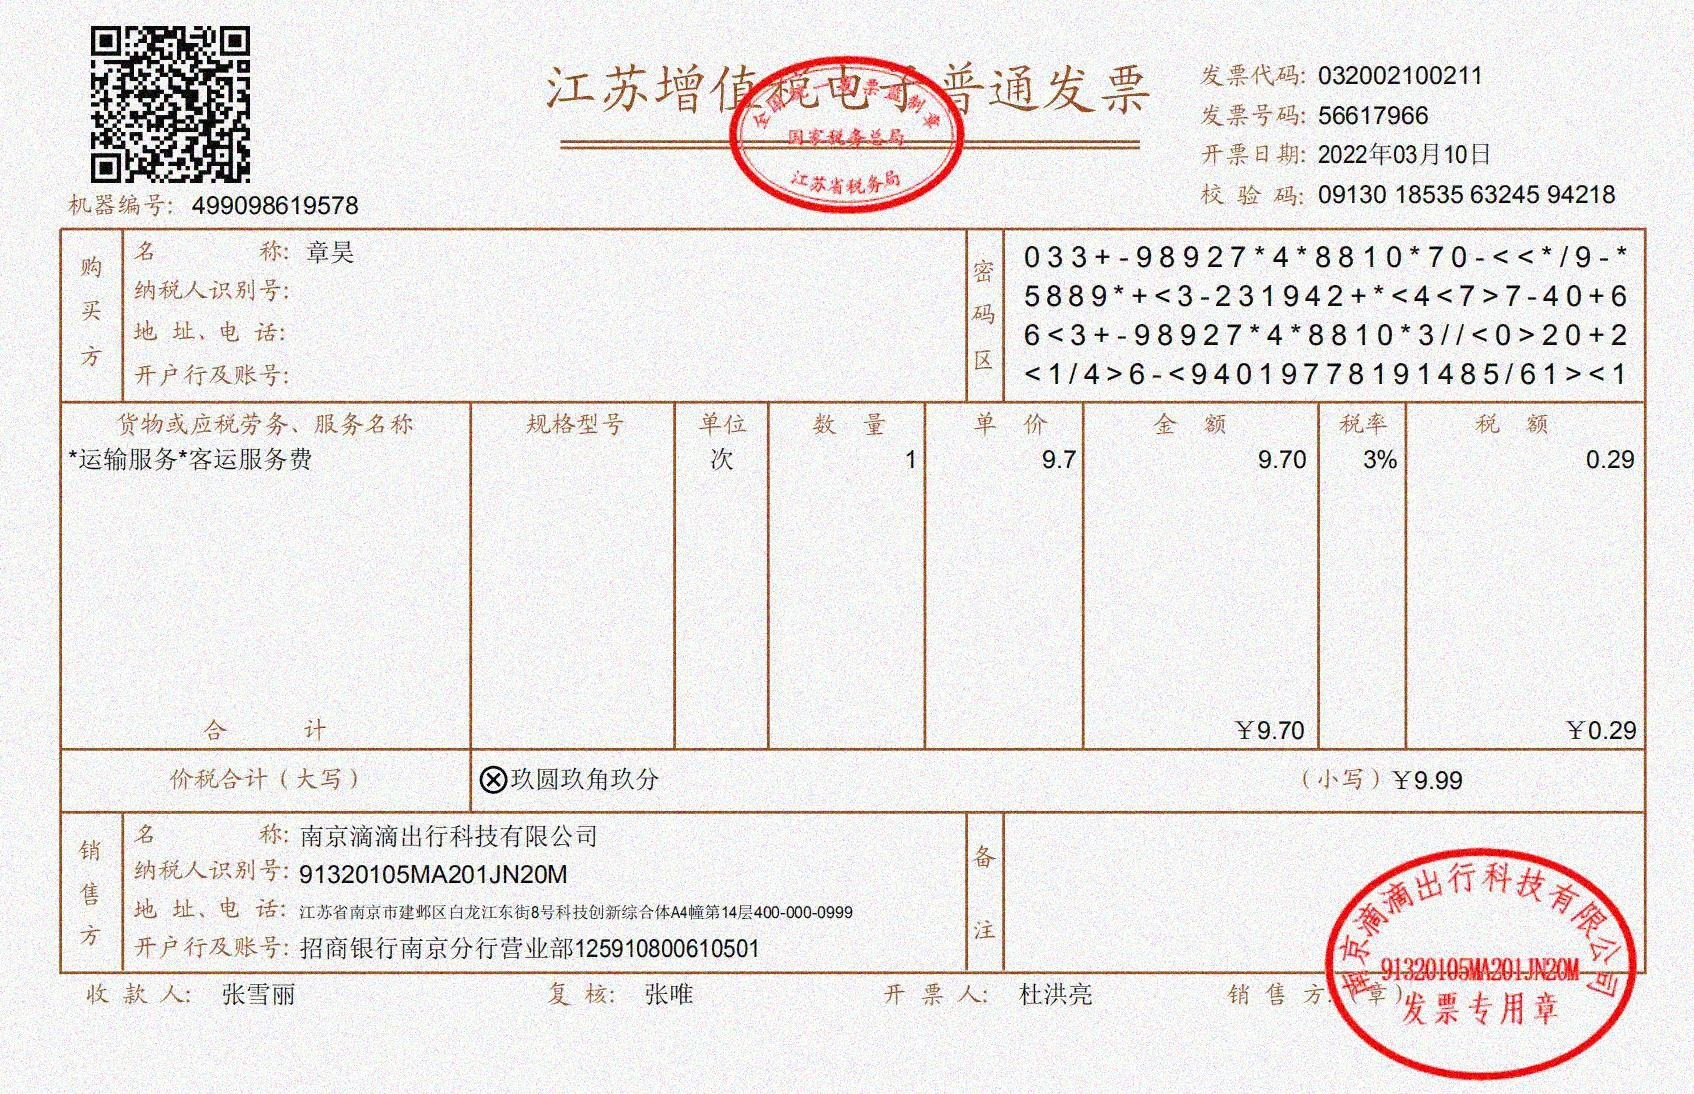 江苏增值税电子普通发票
全国统一发票监制章
国家税务总局
江苏省税务局
发票代码: 032002100211
发票号码: 56617966
开票日期: 2022年03月10日
校 验 码: 09130 18535 63245 94218
机器编号: 499098619578
购买方
名 称: 章昊
纳税人识别号:
地 址、电 话:
开户行及账号:
密码区
033+-98927*4*8810*70-<<*/9-*
5889*+<3-231942+*<4<7>7-40+6
6<3+-98927*4*8810*3//<0>20+2
<1/4>6-<94019778191485/61><1
货物或应税劳务、服务名称 规格型号 单位 数 量 单 价 金 额 税率 税 额
*运输服务*客运服务费 次 1 9.7 9.70 3% 0.29
合 计 ￥9.70 ￥0.29
价税合计（大写） ⊗玖圆玖角玖分 （小写）￥9.99
销售方
名 称: 南京滴滴出行科技有限公司
纳税人识别号: 91320105MA201JN20M
地 址、电 话: 江苏省南京市建邺区白龙江东街8号科技创新综合体A4幢第14层400-000-0999
开户行及账号: 招商银行南京分行营业部125910800610501
备注
收 款 人: 张雪丽 复 核: 张唯 开 票 人: 杜洪亮 销 售 方:（章）
南京滴滴出行科技有限公司
91320105MA201JN20M
发票专用章